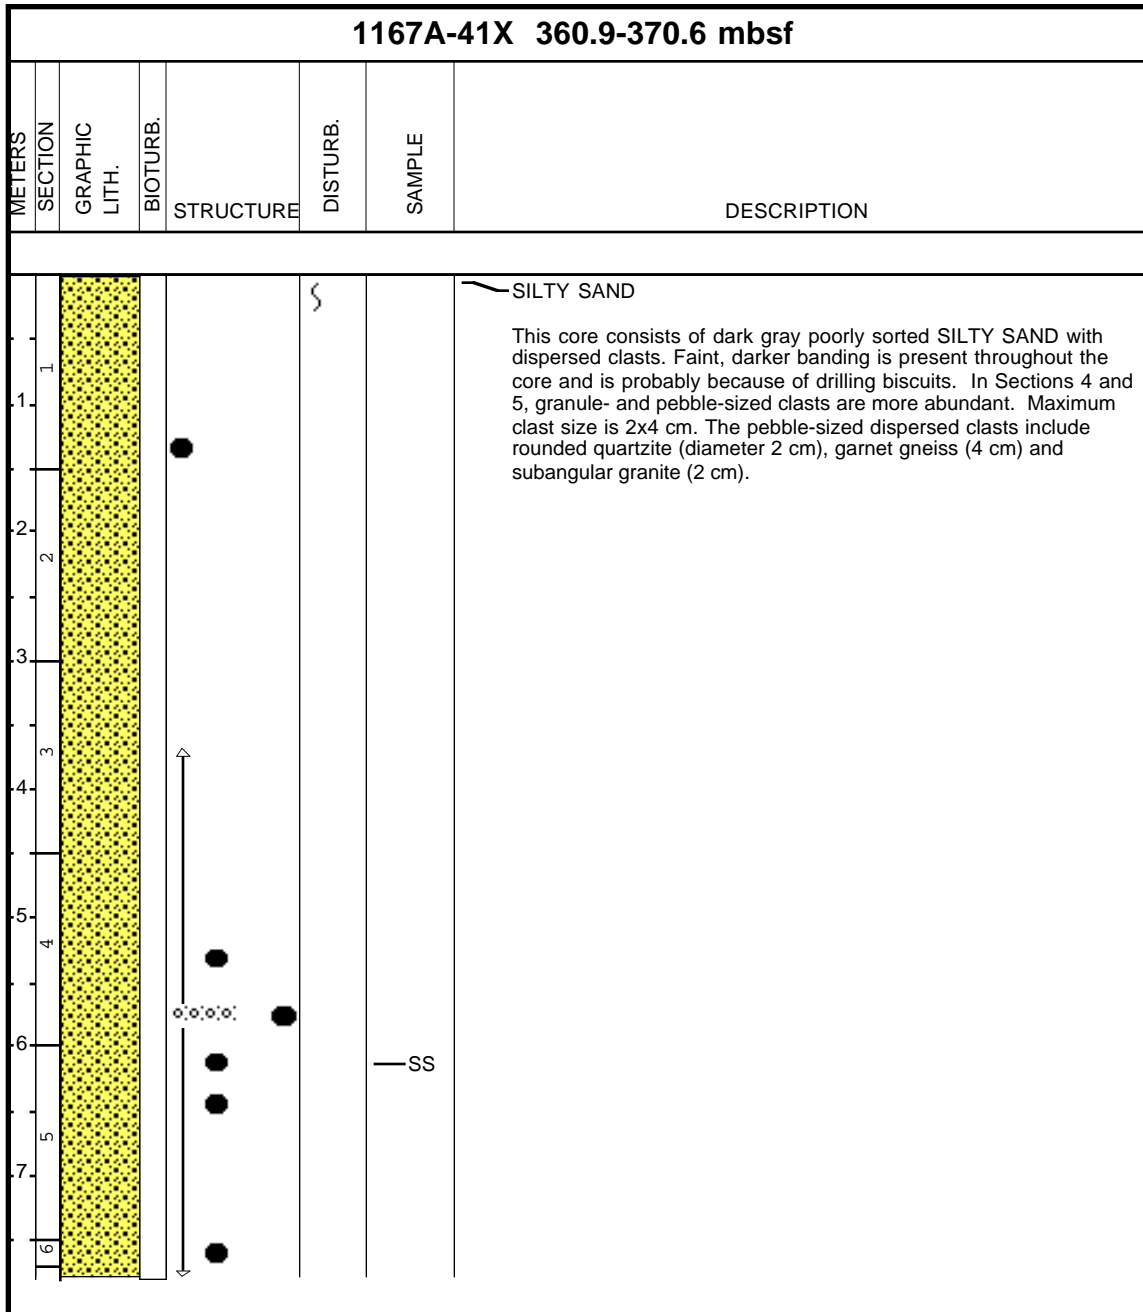 1167A-41X 360.9-370.6 mbsf
METERS
SECTION
GRAPHIC
LITH.
BIOTURB.
STRUCTURE
DISTURB.
SAMPLE
DESCRIPTION
SILTY SAND
This core consists of dark gray poorly sorted SILTY SAND with
dispersed clasts. Faint, darker banding is present throughout the
core and is probably because of drilling biscuits. In Sections 4 and
5, granule- and pebble-sized clasts are more abundant. Maximum
clast size is 2x4 cm. The pebble-sized dispersed clasts include
rounded quartzite (diameter 2 cm), garnet gneiss (4 cm) and
subangular granite (2 cm).
1
1
2
2
3
3
4
5
4
6
SS
5
7
6